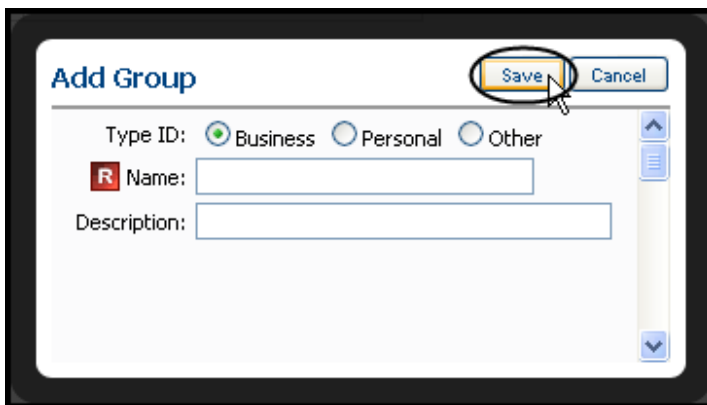 Add Group Save Cancel
Type ID: Business Personal Other
R Name:
Description: